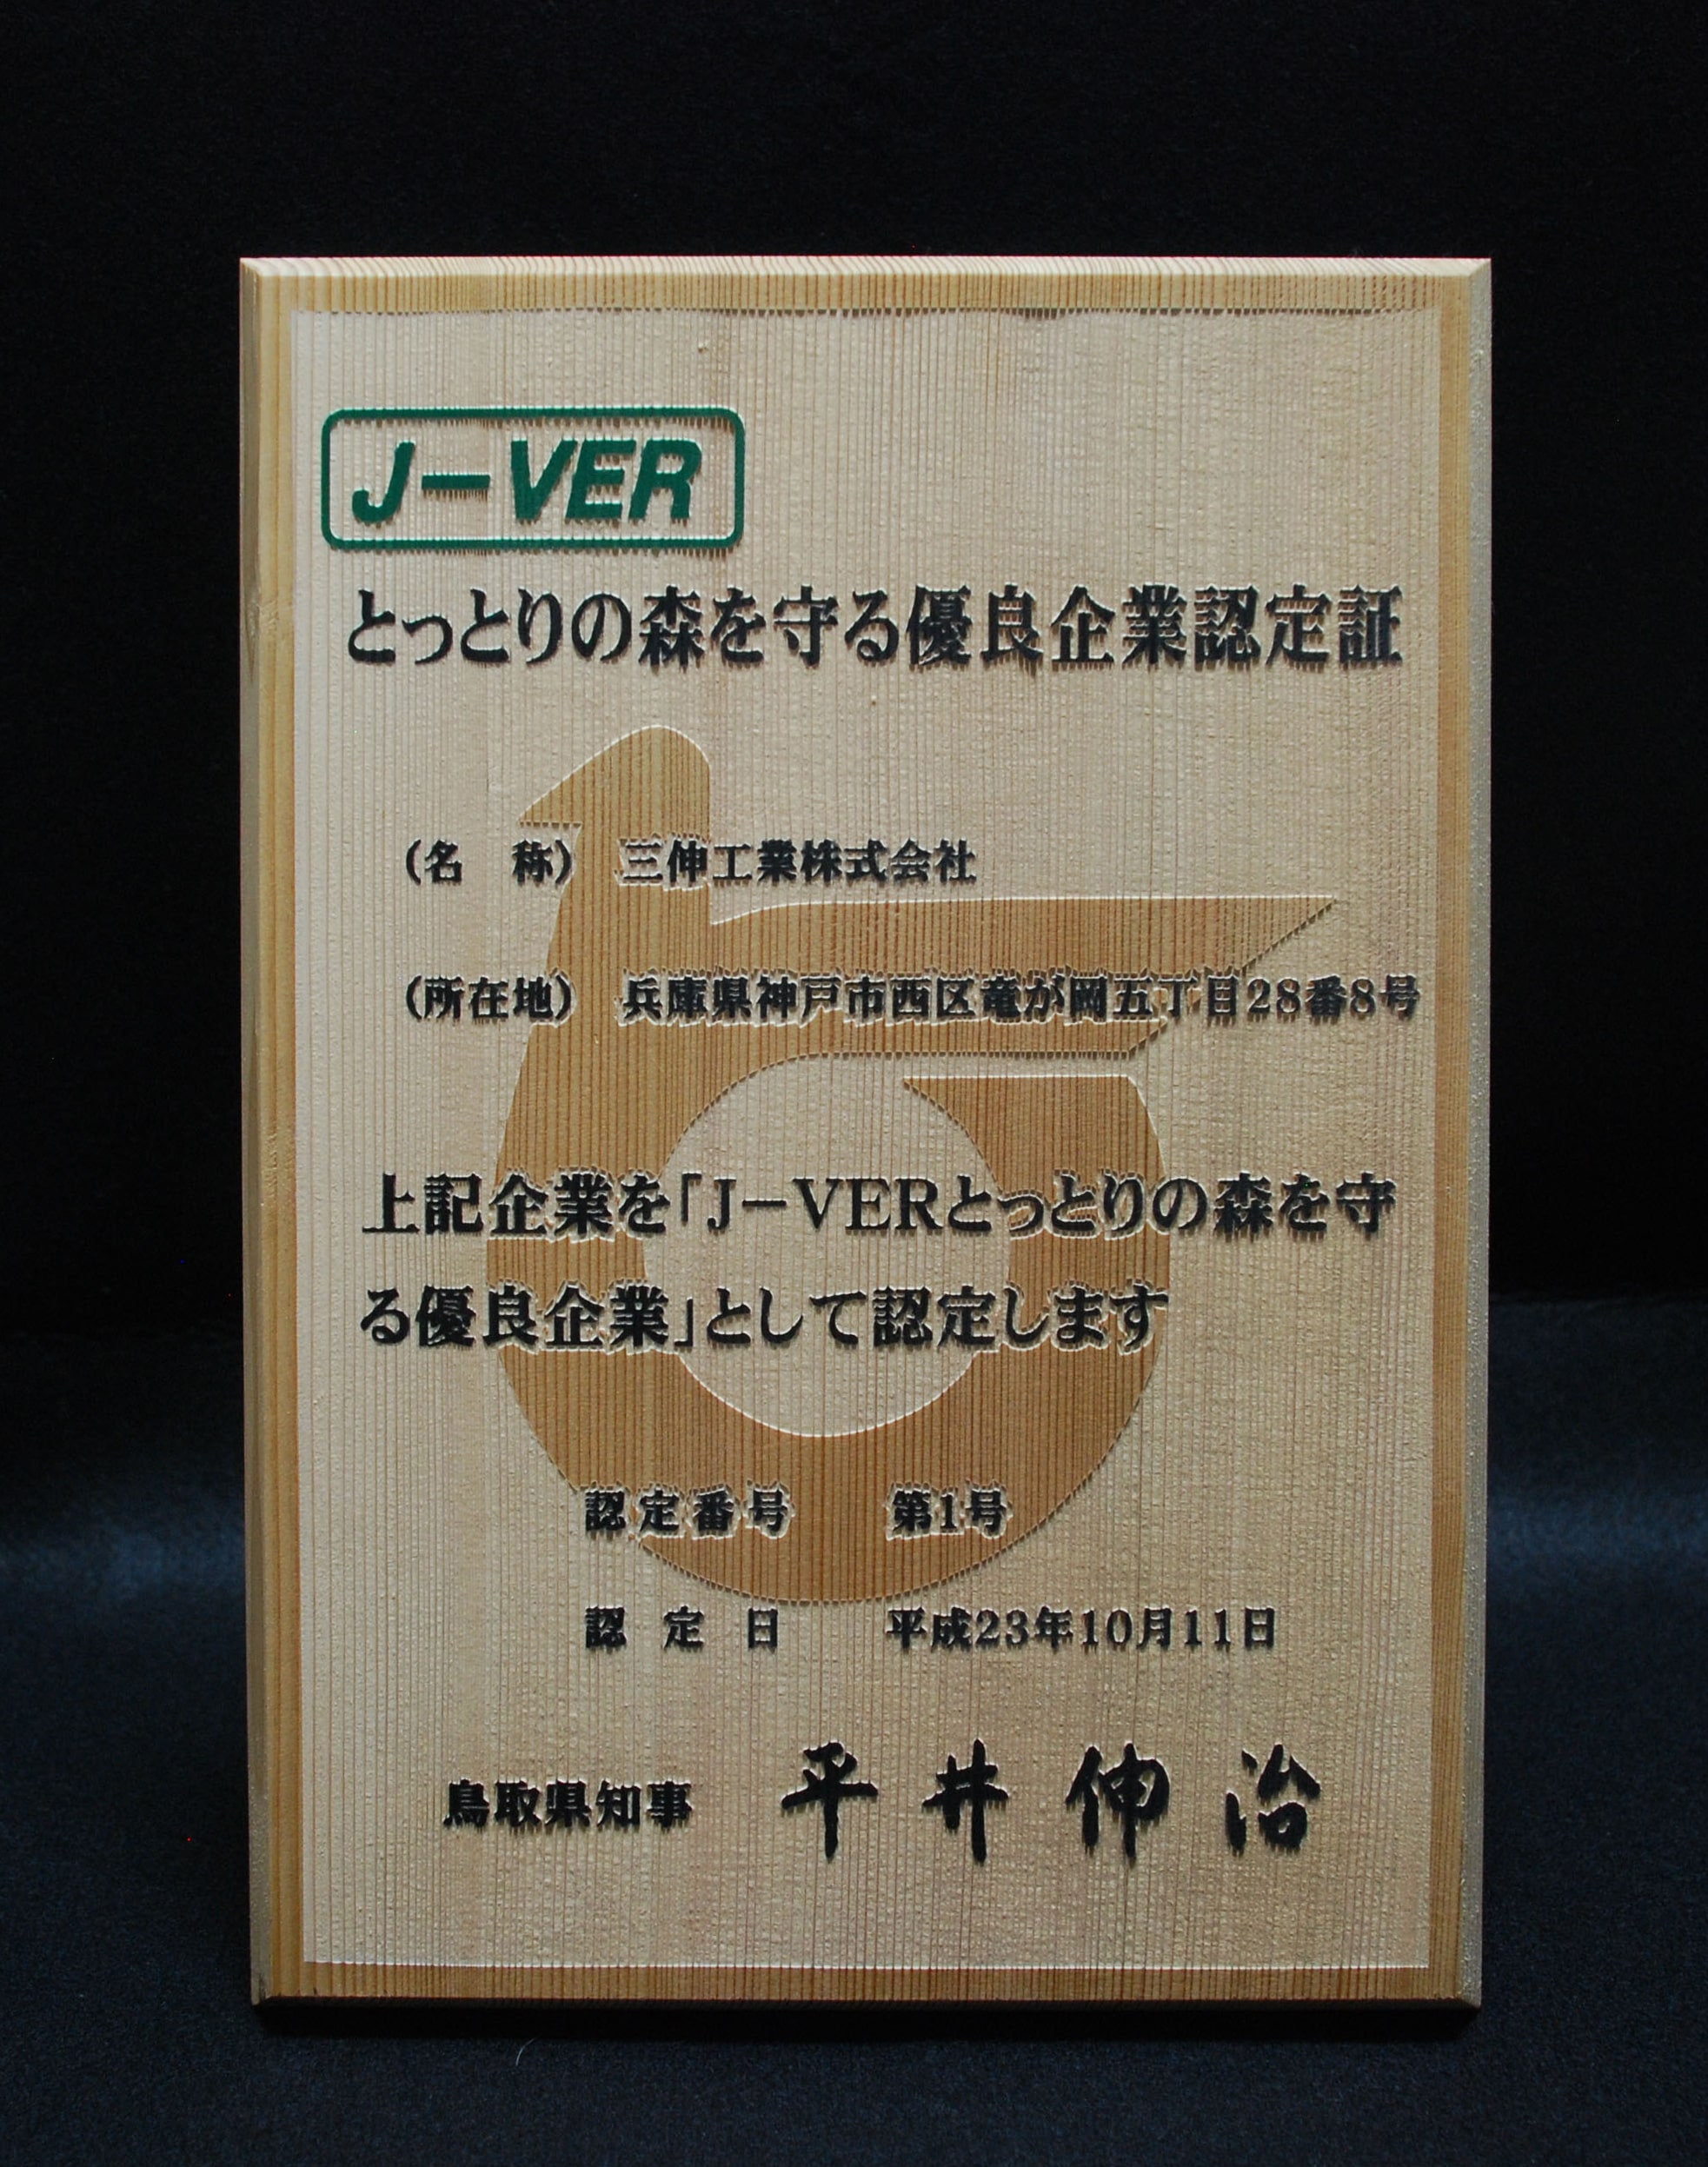 J-VER
とっとりの森を守る優良企業認定証
(名　称)　三伸工業株式会社
(所在地)　兵庫県神戸市西区竜が岡五丁目28番8号
上記企業を「J-VERとっとりの森を守
る優良企業」として認定します
認定番号　第1号
認　定　日　平成23年10月11日
鳥取県知事　平井伸治